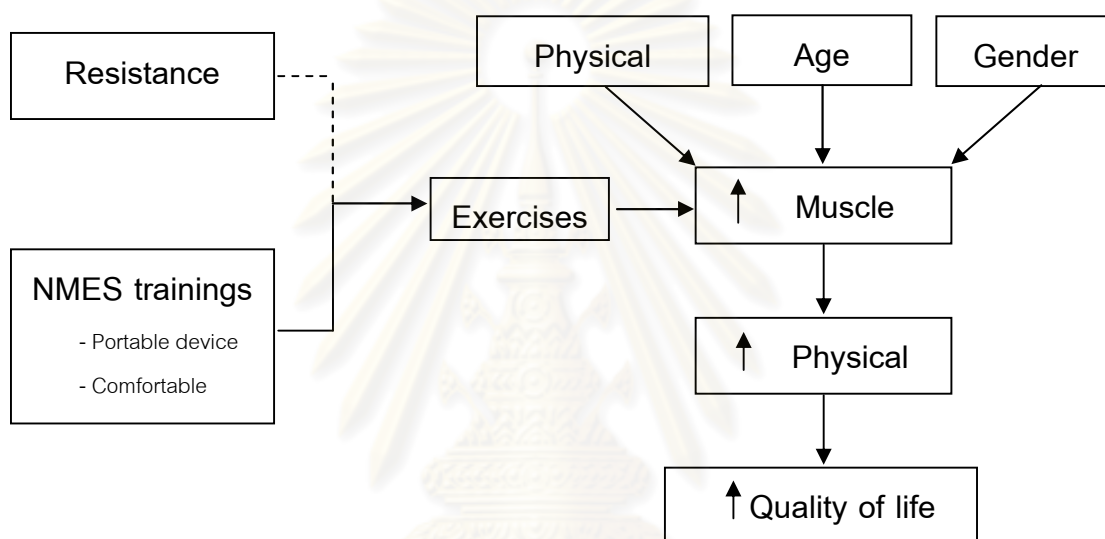 Resistance
Physical
Age
Gender
Exercises
↑ Muscle
NMES trainings
- Portable device
- Comfortable
↑ Physical
↑ Quality of life